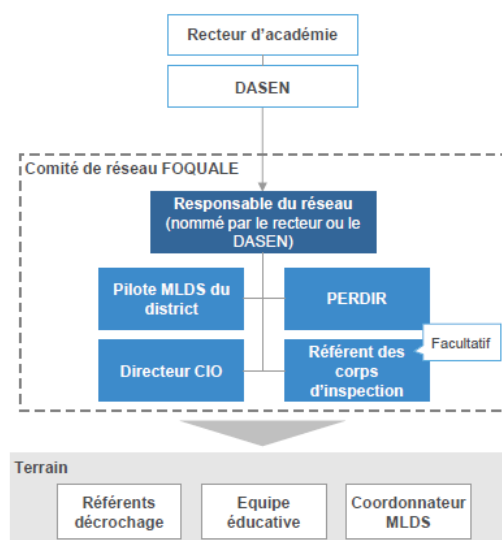 Recteur d'académie
DASEN
Comité de réseau FOQUALE
Responsable du réseau
(nommé par le recteur ou le
DASEN)
Pilote MLDS du
district
PERDIR
Facultatif
Directeur CIO
Référent des
corps
d'inspection
Terrain
Référents
décrochage
Equipe
éducative
Coordonnateur
MLDS